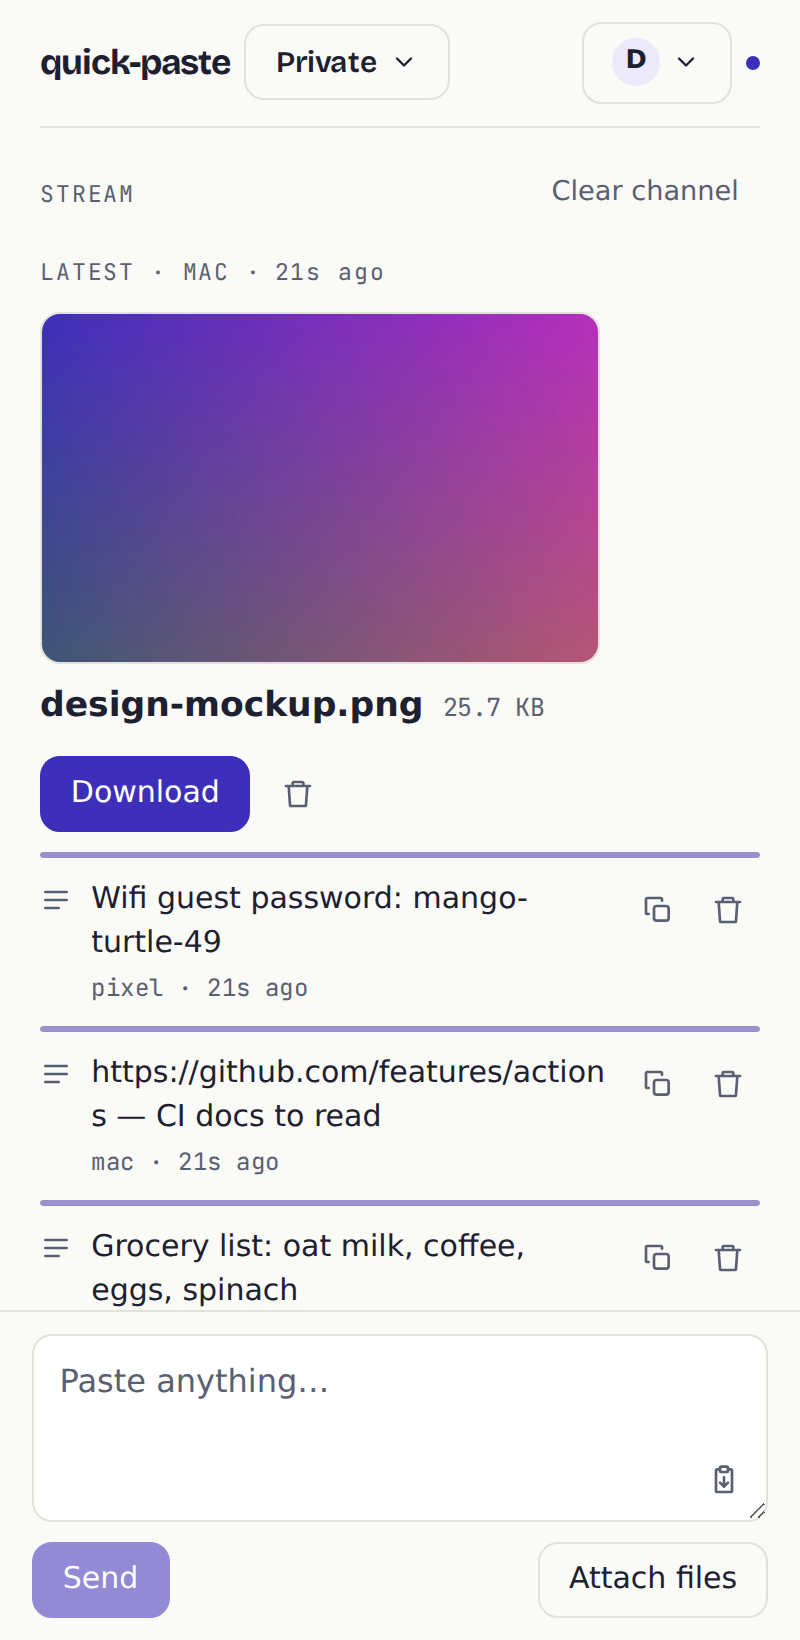 quick-paste
Private
D
STREAM
Clear channel
LATEST · MAC · 21s ago
design-mockup.png 25.7 KB
Download
Wifi guest password: mango-
turtle-49
pixel · 21s ago
https://github.com/features/action
s — CI docs to read
mac · 21s ago
Grocery list: oat milk, coffee,
eggs, spinach
Paste anything…
Send
Attach files